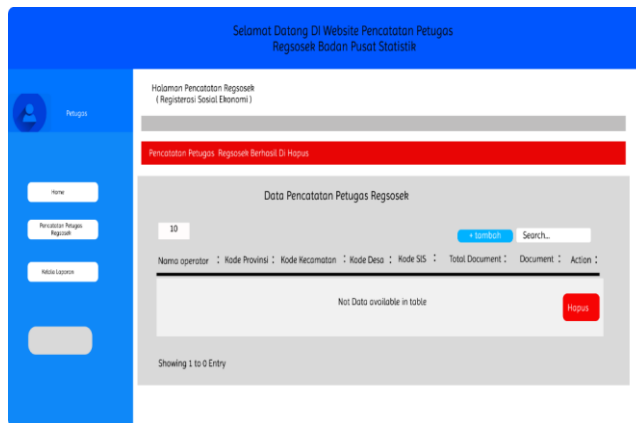 Selamat Datang DI Website Pencatatan Petugas
Regsosek Badan Pusat Statistik
Petugas
Home
Pencatatan Petugas
Regsosek
Kelola Laporan
Halaman Pencatatan Regsosek
( Registerasi Sosial Ekonomi )
Pencatatan Petugas Regsosek Berhasil Di Hapus
Data Pencatatan Petugas Regsosek
10
+ tambah Search...
Nama operator : Kode Provinsi : Kode Kecamatan : Kode Desa : Kode SlS : Total Document : Document : Action :
Not Data available in table
Hapus
Showing 1 to 0 Entry